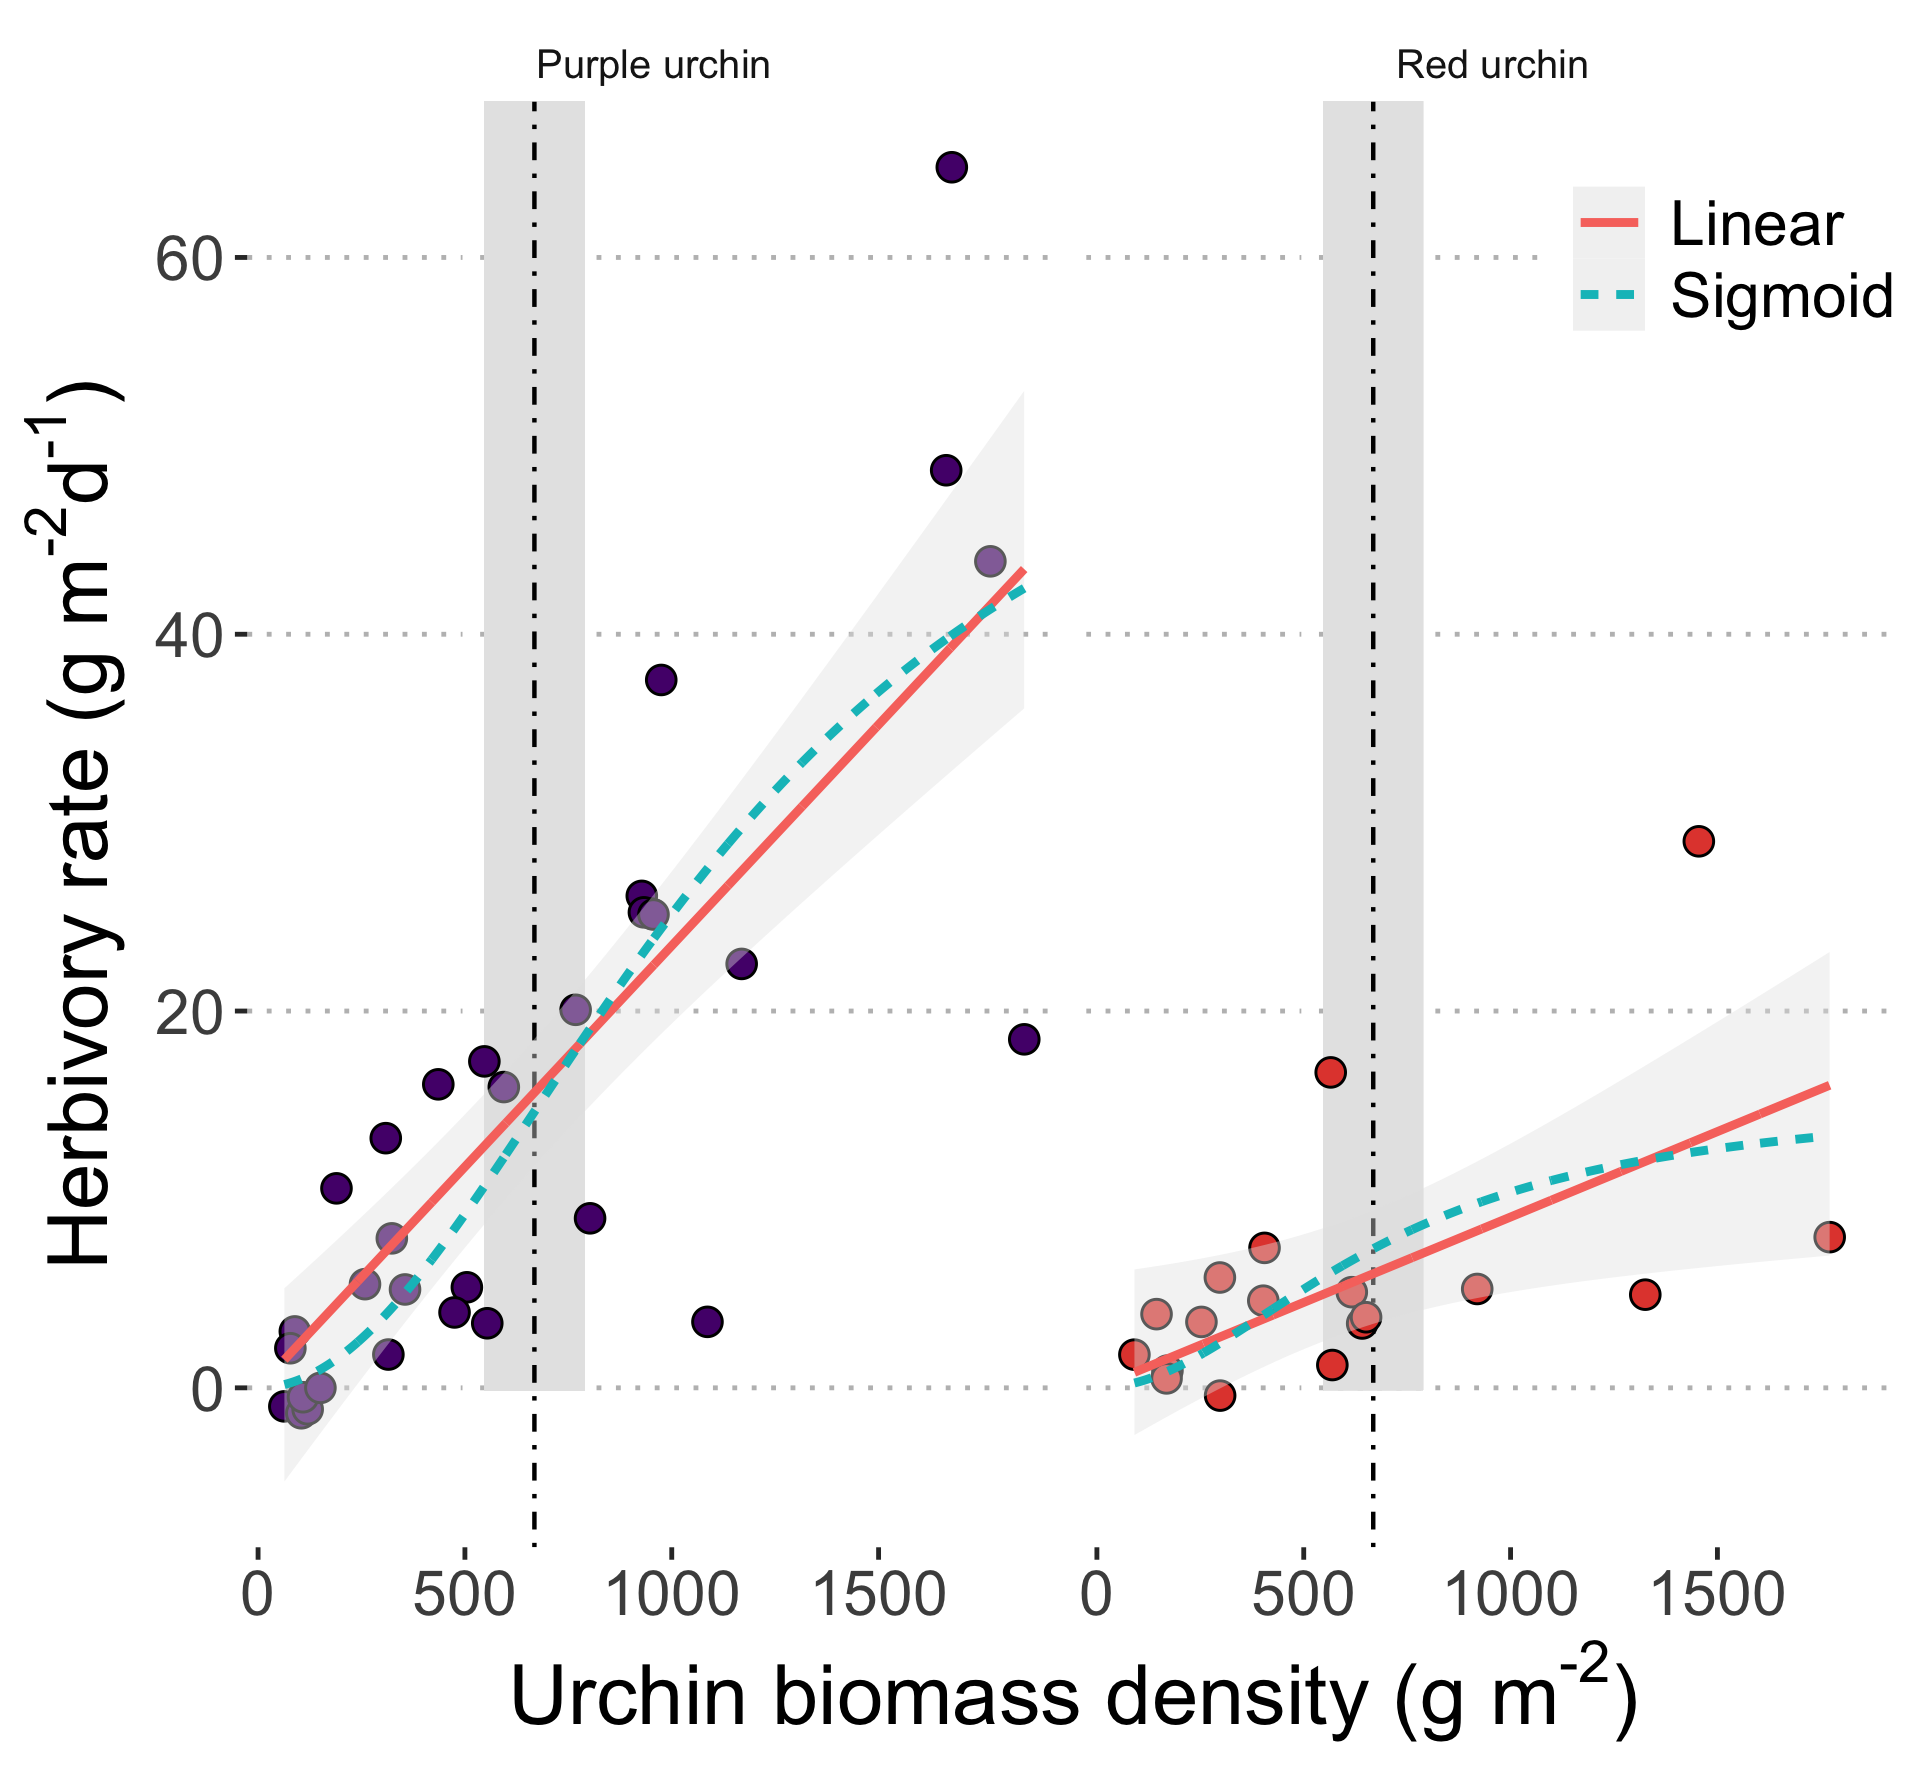 Purple urchin
Red urchin
Linear
Sigmoid
60
40
20
0
Herbivory rate (g m⁻²d⁻¹)
0 500 1000 1500 0 500 1000 1500
Urchin biomass density (g m⁻²)